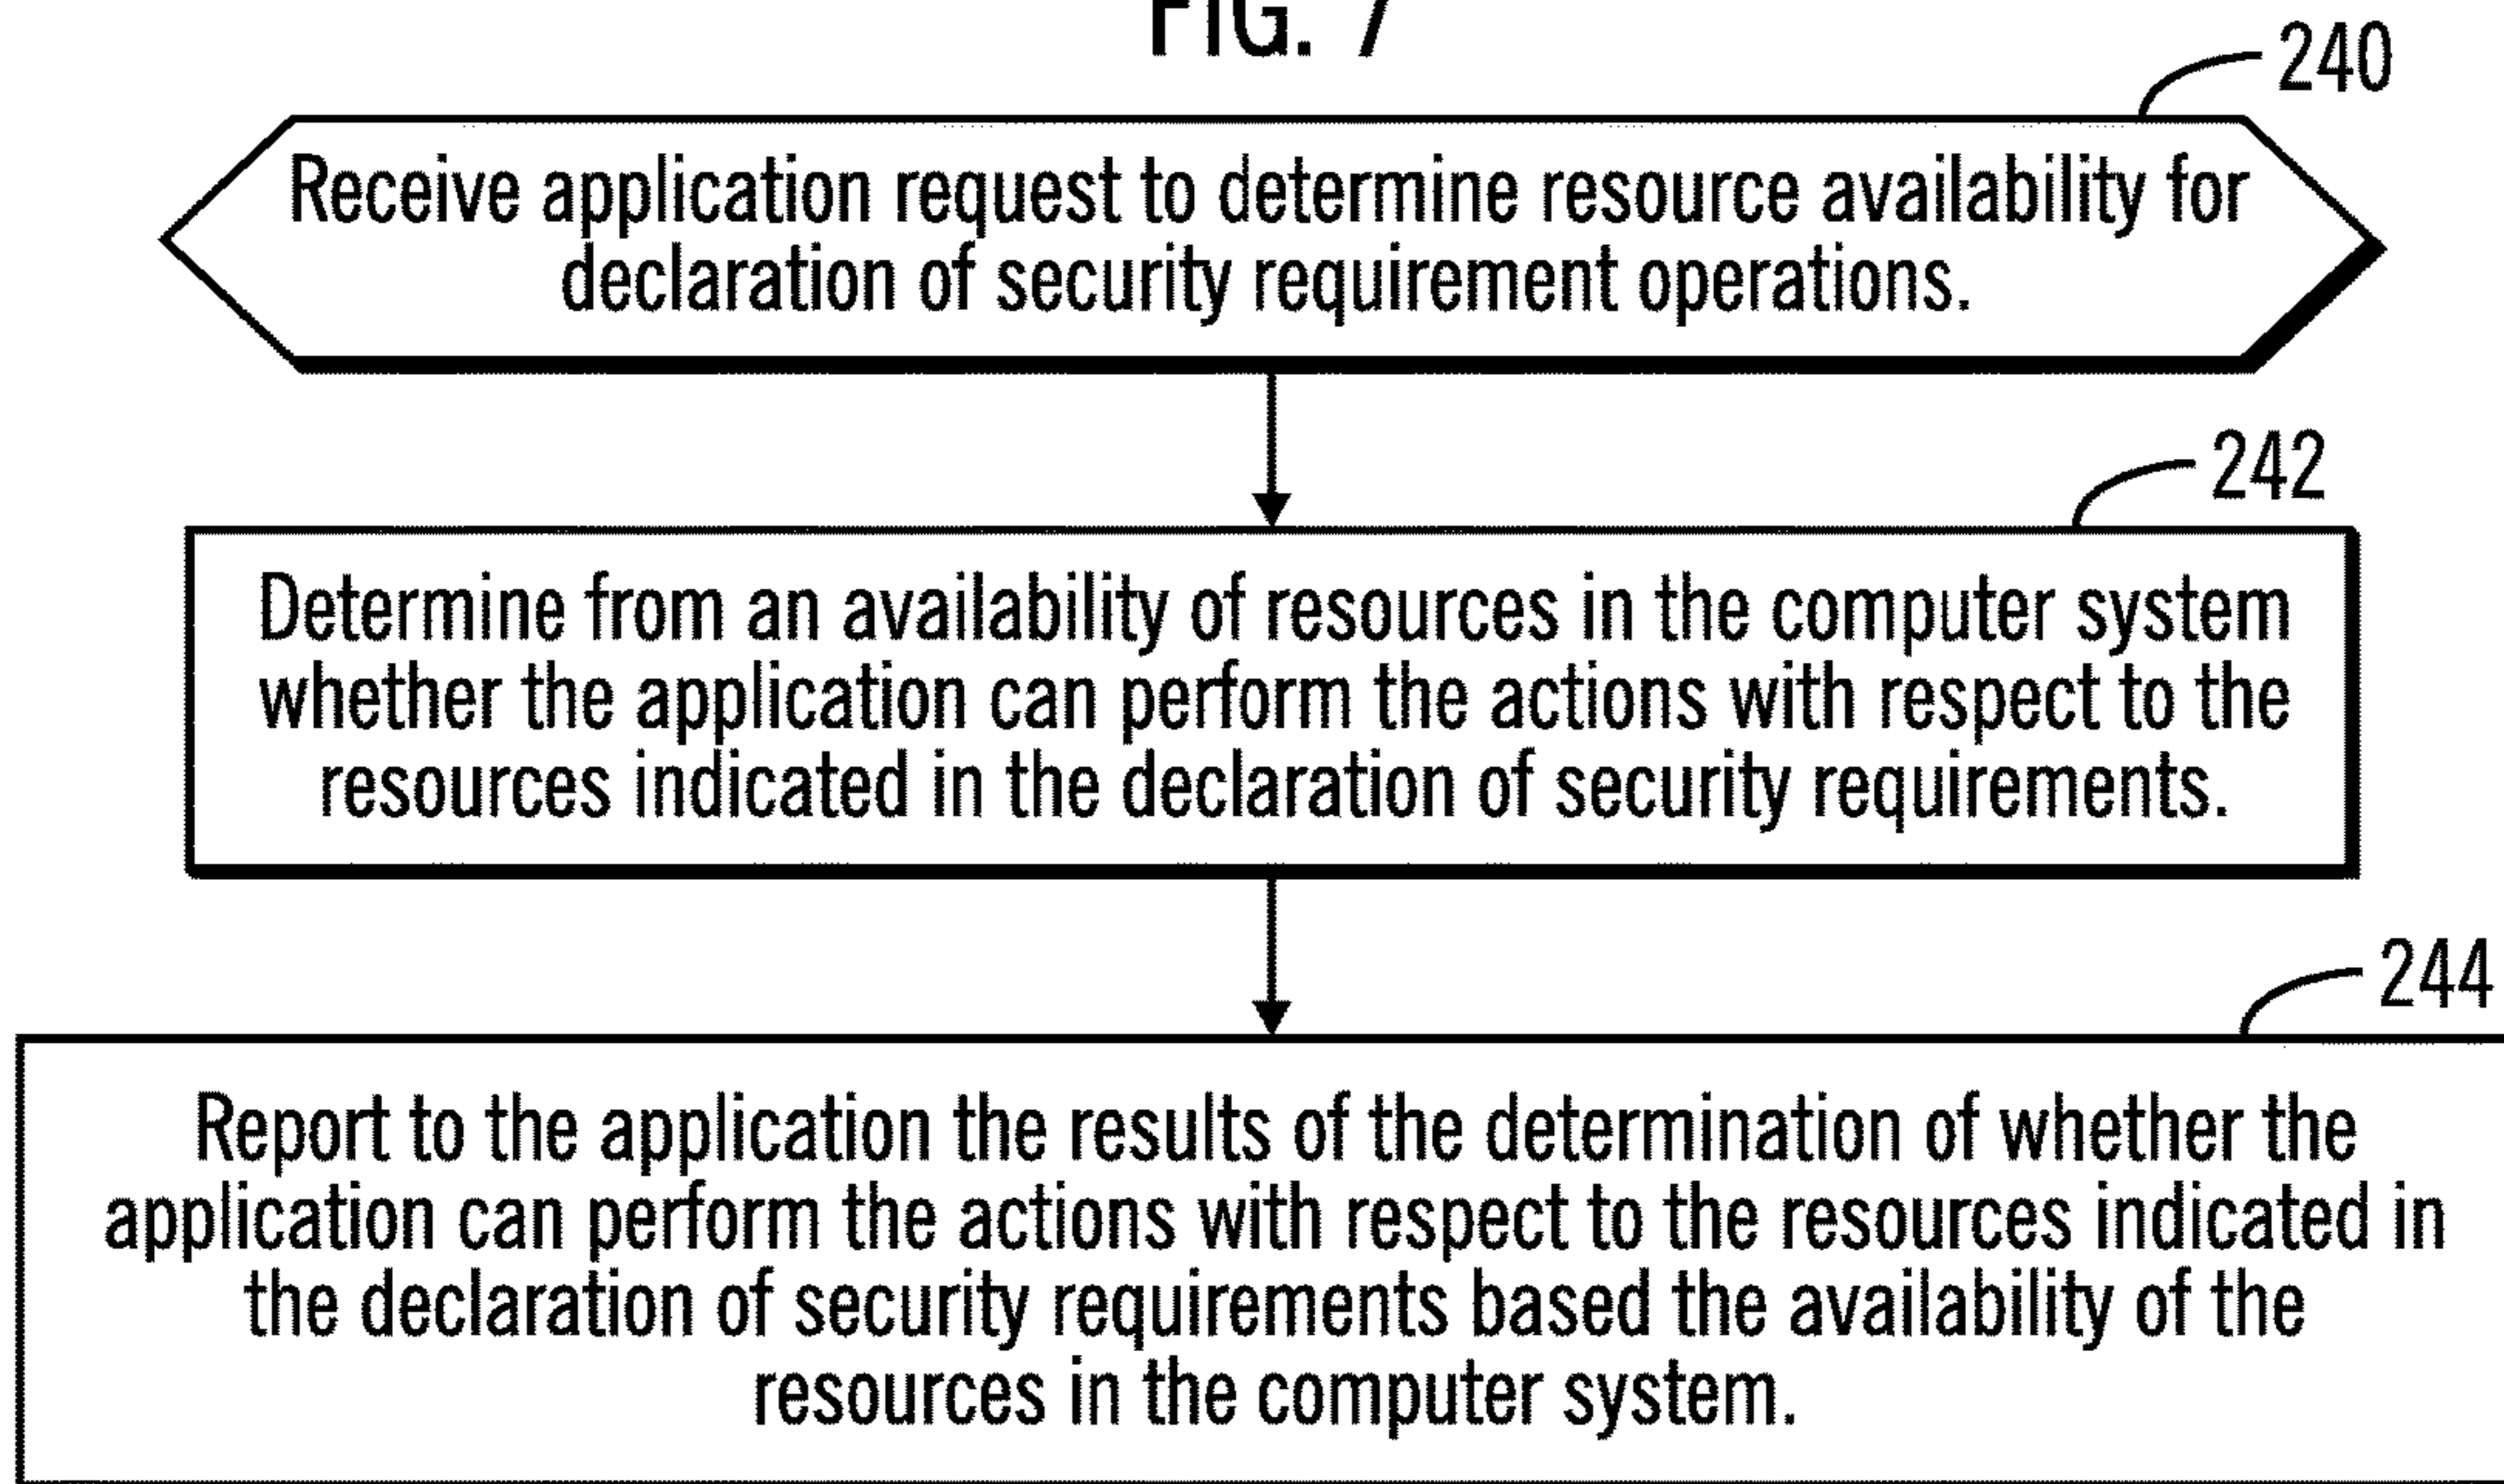 FIG. 7
240
Receive application request to determine resource availability for
declaration of security requirement operations.
242
Determine from an availability of resources in the computer system
whether the application can perform the actions with respect to the
resources indicated in the declaration of security requirements.
244
Report to the application the results of the determination of whether the
application can perform the actions with respect to the resources indicated in
the declaration of security requirements based the availability of the
resources in the computer system.